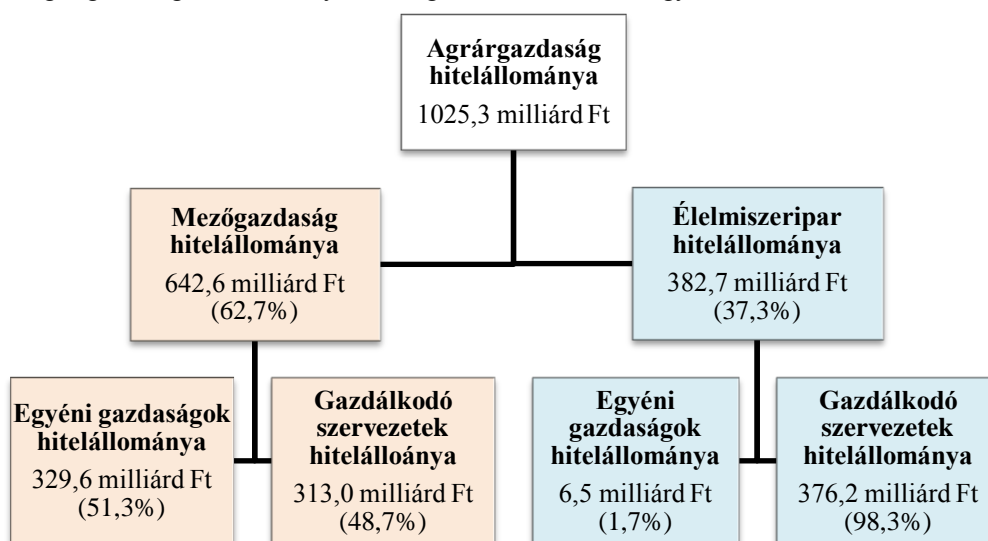 Agrárgazdaság
hitelállománya
1025,3 milliárd Ft
Mezőgazdaság
hitelállománya
642,6 milliárd Ft
(62,7%)
Élelmiszeripar
hitelállománya
382,7 milliárd Ft
(37,3%)
Egyéni gazdaságok
hitelállománya
329,6 milliárd Ft
(51,3%)
Gazdálkodó
szervezetek
hitelálloánya
313,0 milliárd Ft
(48,7%)
Egyéni
gazdaságok
hitelállománya
6,5 milliárd Ft
(1,7%)
Gazdálkodó
szervezetek
hitelállománya
376,2 milliárd Ft
(98,3%)